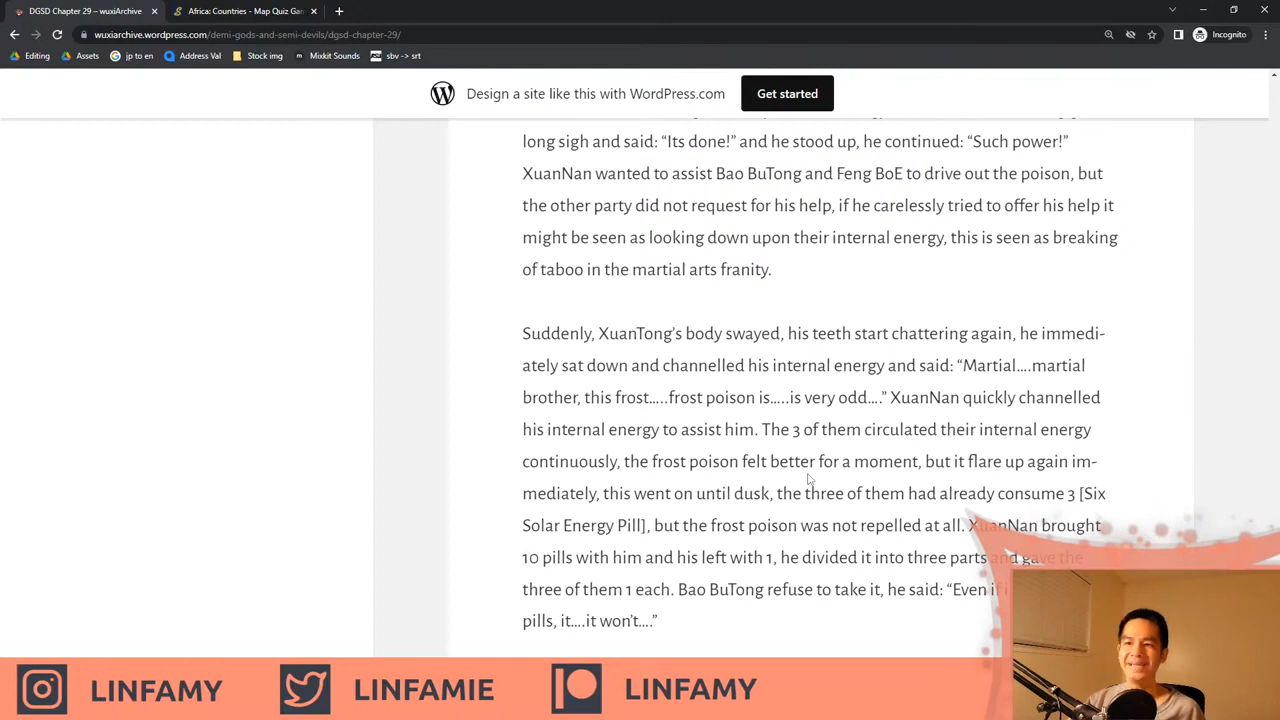 DGSD Chapter 29 – wuxiArchive
Africa: Countries - Map Quiz Gam
wuxiarchive.wordpress.com/demi-gods-and-semi-devils/dgsd-chapter-29/
Incognito
Editing
Assets
jp to en
Address Val
Stock img
Mixkit Sounds
sbv -> srt
Design a site like this with WordPress.com
Get started
long sigh and said: “Its done!” and he stood up, he continued: “Such power!”
XuanNan wanted to assist Bao BuTong and Feng BoE to drive out the poison, but
the other party did not request for his help, if he carelessly tried to offer his help it
might be seen as looking down upon their internal energy, this is seen as breaking
of taboo in the martial arts franity.
Suddenly, XuanTong’s body swayed, his teeth start chattering again, he immedi-
ately sat down and channelled his internal energy and said: “Martial….martial
brother, this frost…..frost poison is…..is very odd….” XuanNan quickly channelled
his internal energy to assist him. The 3 of them circulated their internal energy
continuously, the frost poison felt better for a moment, but it flare up again im-
mediately, this went on until dusk, the three of them had already consume 3 [Six
Solar Energy Pill], but the frost poison was not repelled at all. XuanNan brought
10 pills with him and his left with 1, he divided it into three parts and gave the
three of them 1 each. Bao BuTong refuse to take it, he said: “Even if
pills, it….it won’t….”
LINFAMY
LINFAMIE
LINFAMY